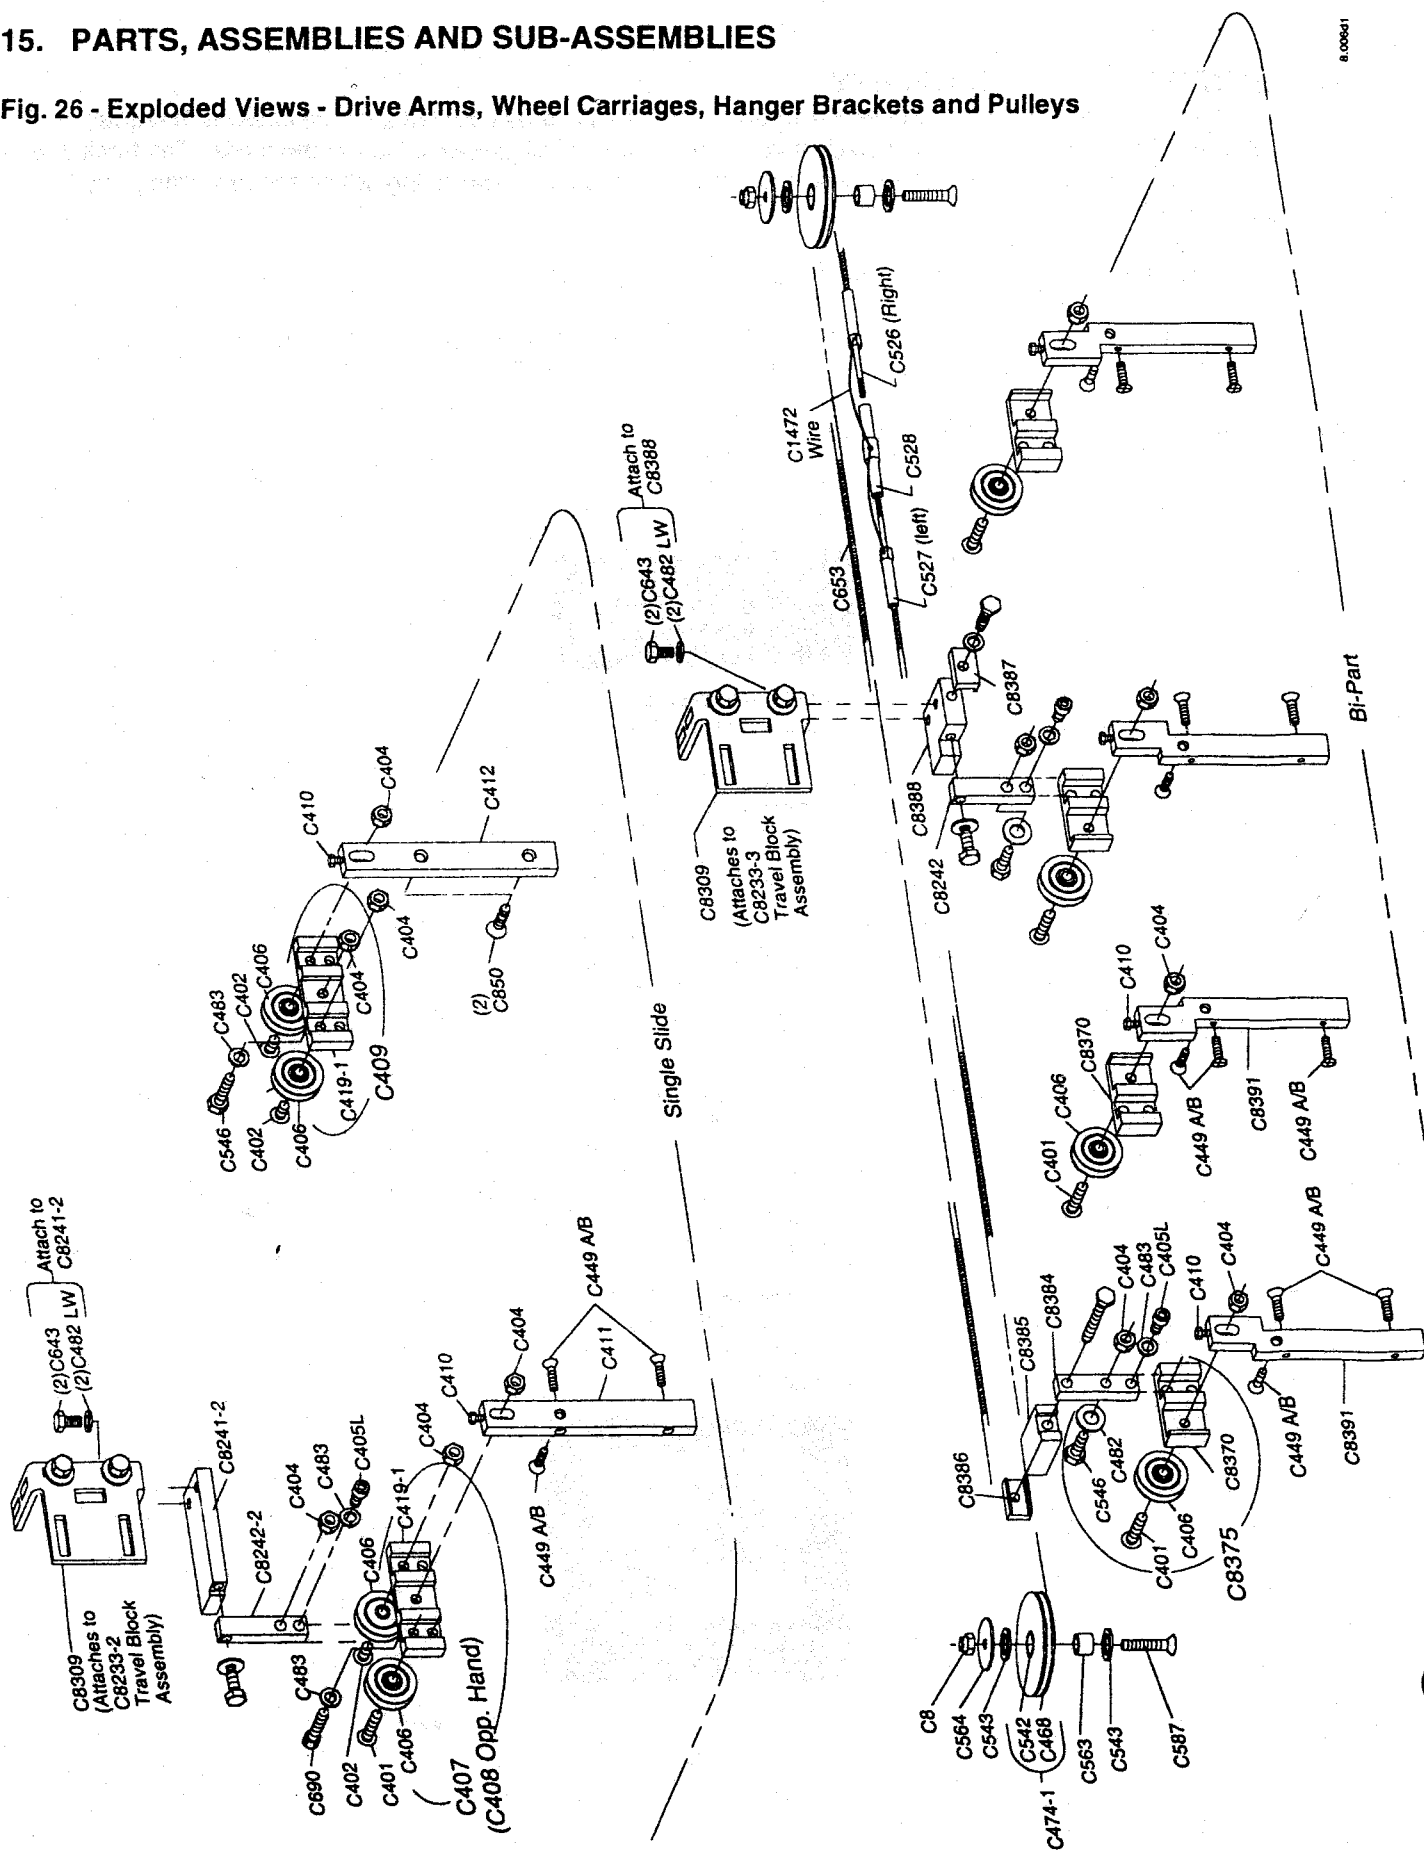 15. PARTS, ASSEMBLIES AND SUB-ASSEMBLIES
8.006d1
Fig. 26 - Exploded Views - Drive Arms, Wheel Carriages, Hanger Brackets and Pulleys
C8309
(Attaches to
C8233-2
Travel Block
Assembly)
(2)C643
(2)C482 LW
Attach to
C8241-2
C8241-2
C8242-2
C404
C483
C405L
C483
C690
C402
C401
C406
C406
C419-1
C404
C407
(C408 Opp. Hand)
C410
C404
C449 A/B
C411
C449 A/B
C546
C483
C402
C406
C402
C406
C419-1
C409
C404
C404
C410
C404
C412
(2)
C850
Single Slide
C8309
(Attaches to
C8233-3
Travel Block
Assembly)
(2)C643
(2)C482 LW
Attach to
C8388
C653
C1472
Wire
C526 (Right)
C528
C527 (left)
C8388
C8387
C8242
C401
C406
C8370
C410
C404
C449 A/B
C8391
C449 A/B
C8386
C8385
C8384
C404
C483
C405L
C546
C482
C401
C406
C8370
C8375
C410
C404
C449 A/B
C449 A/B
C8391
C8
C564
C543
C542
C468
C474-1
C563
C543
C587
Bi-Part